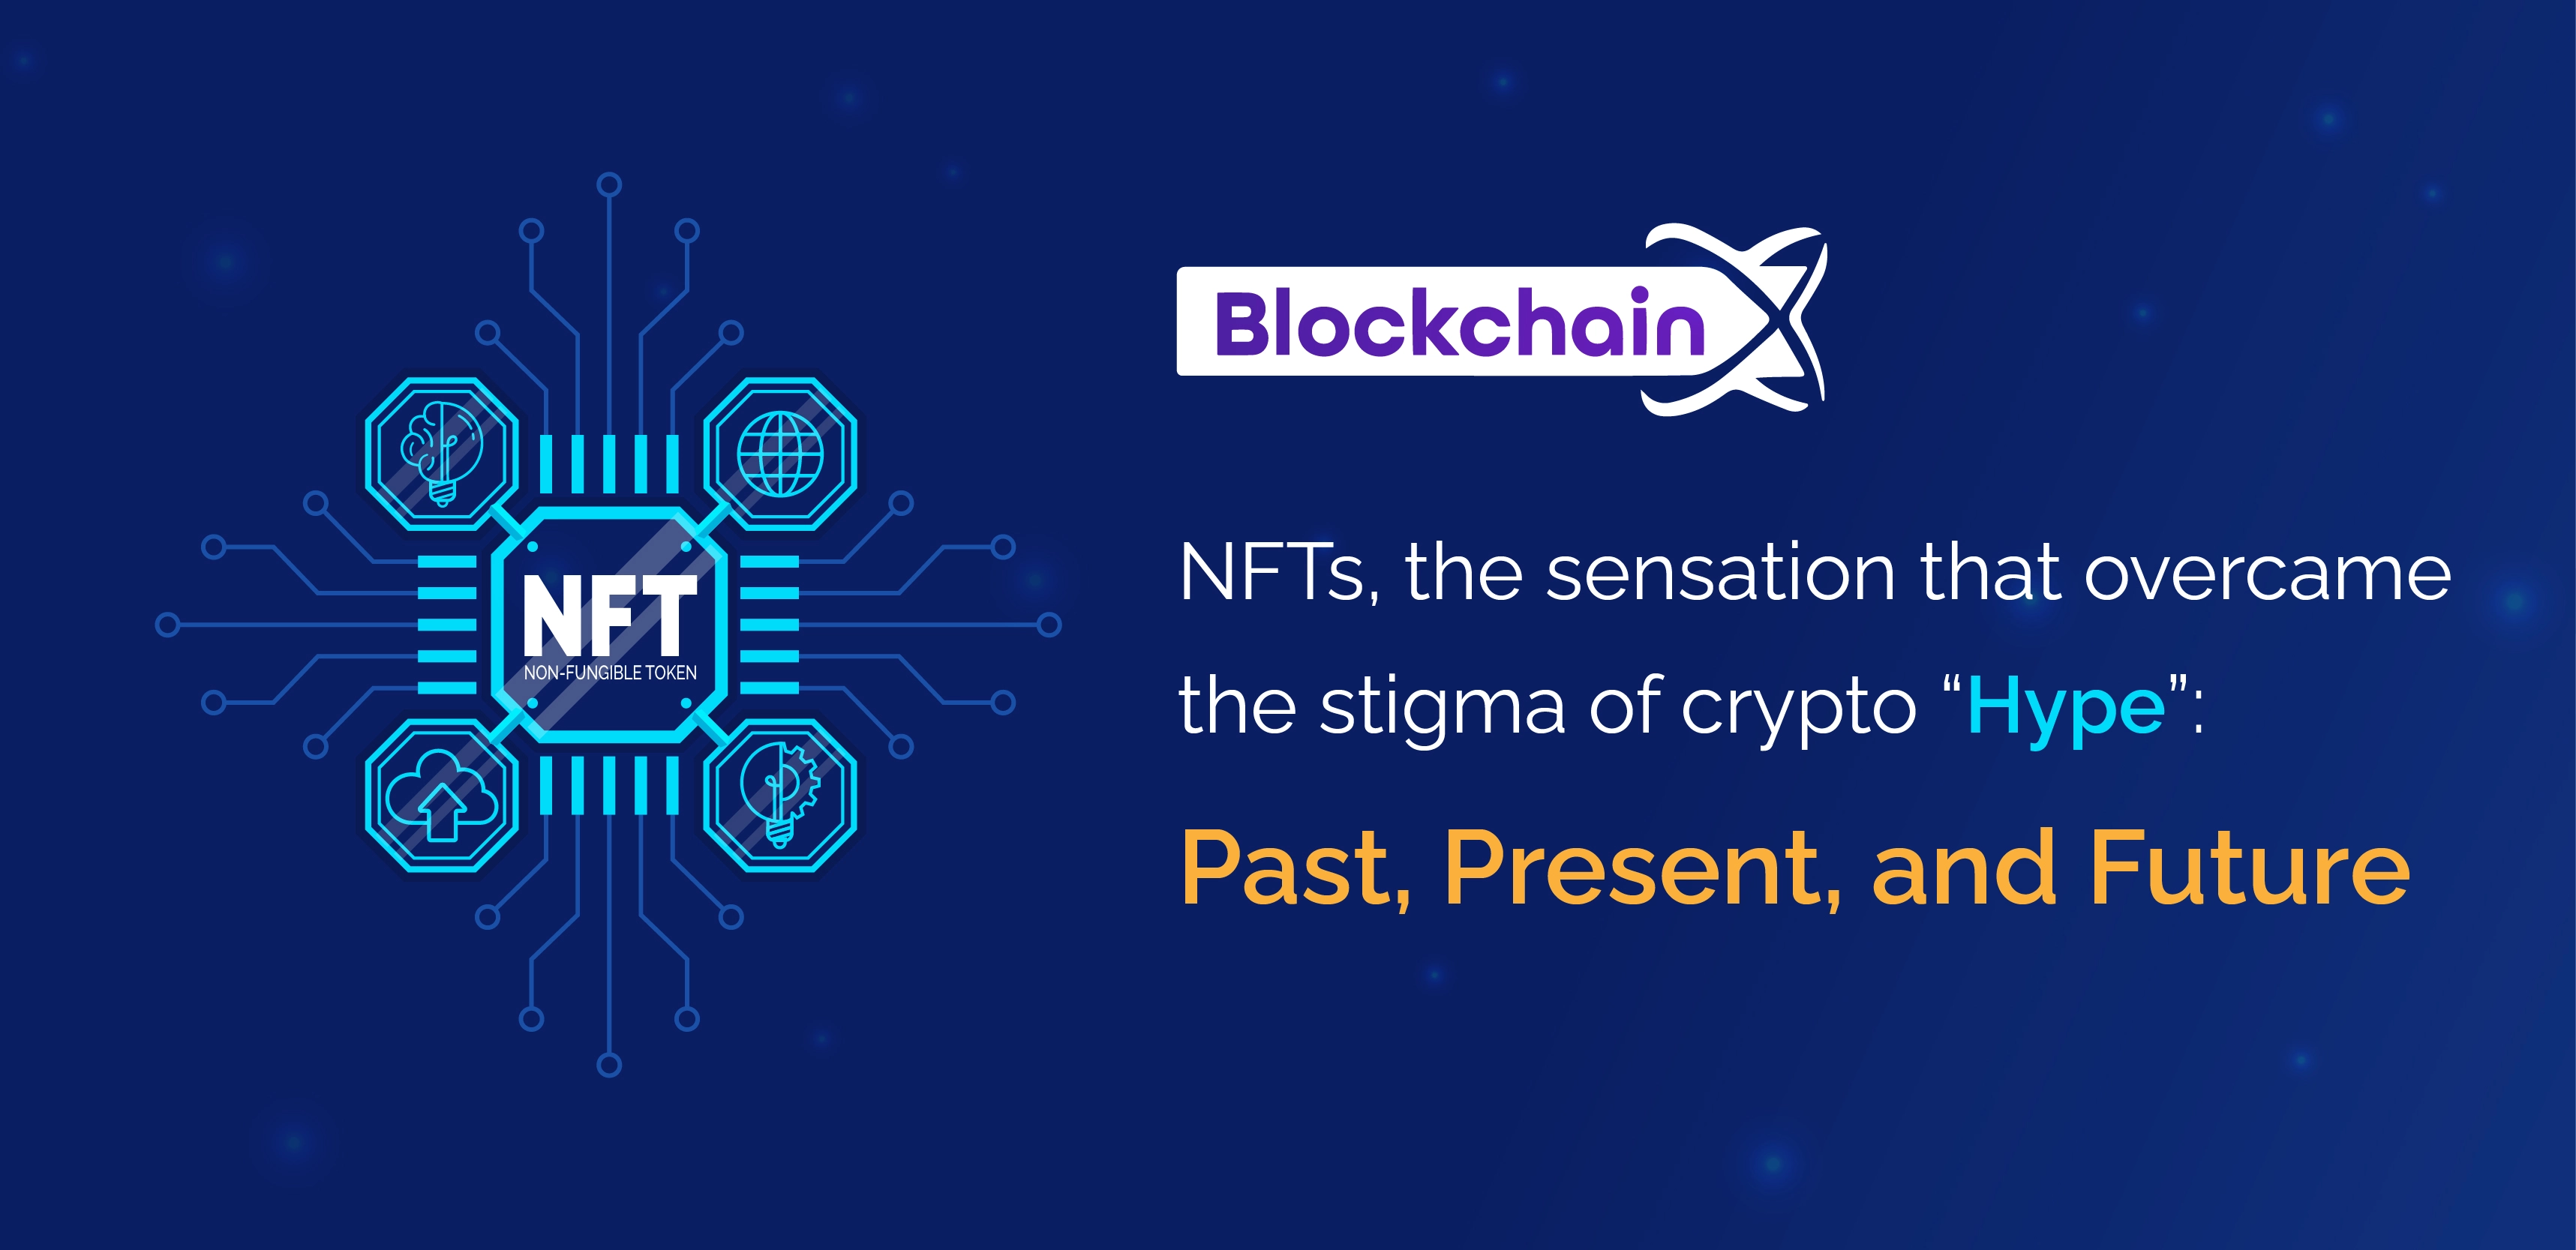 NFT
NON-FUNGIBLE TOKEN
BlockchainX
NFTs, the sensation that overcame
the stigma of crypto “Hype”:
Past, Present, and Future